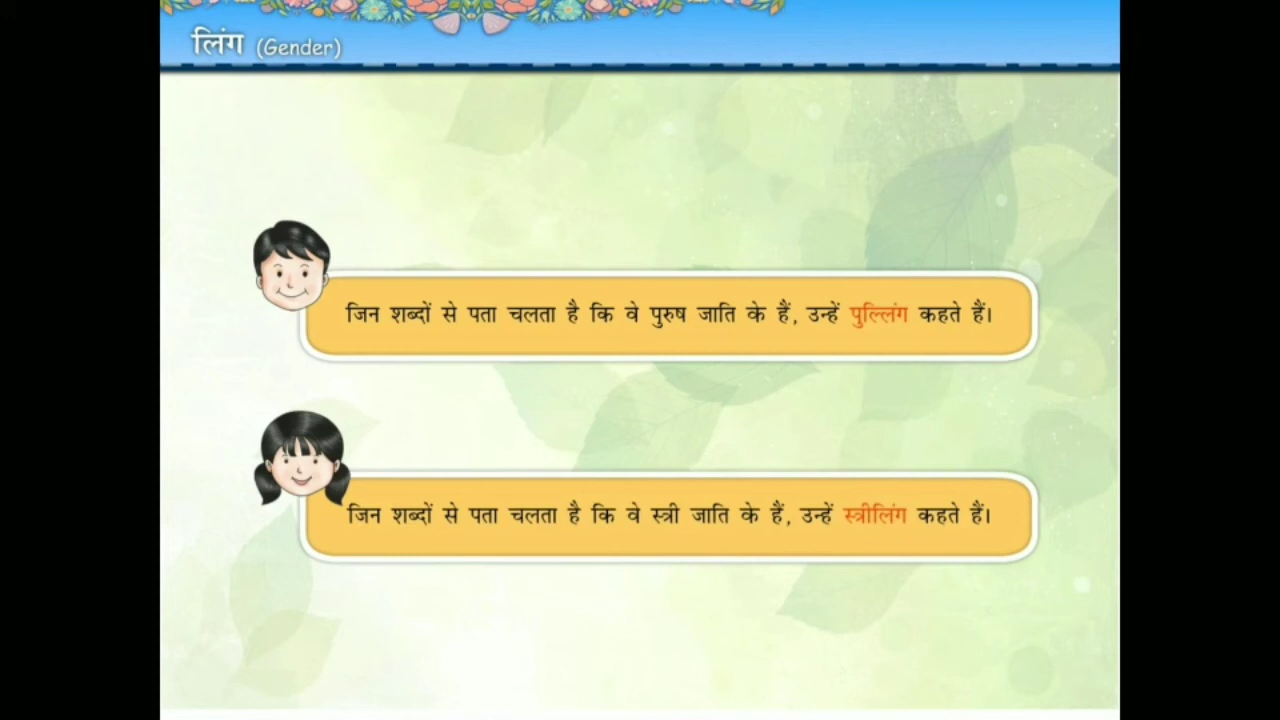 लिंग (Gender)
जिन शब्दों से पता चलता है कि वे पुरुष जाति के हैं, उन्हें पुल्लिंग कहते हैं।
जिन शब्दों से पता चलता है कि वे स्त्री जाति के हैं, उन्हें स्त्रीलिंग कहते हैं।